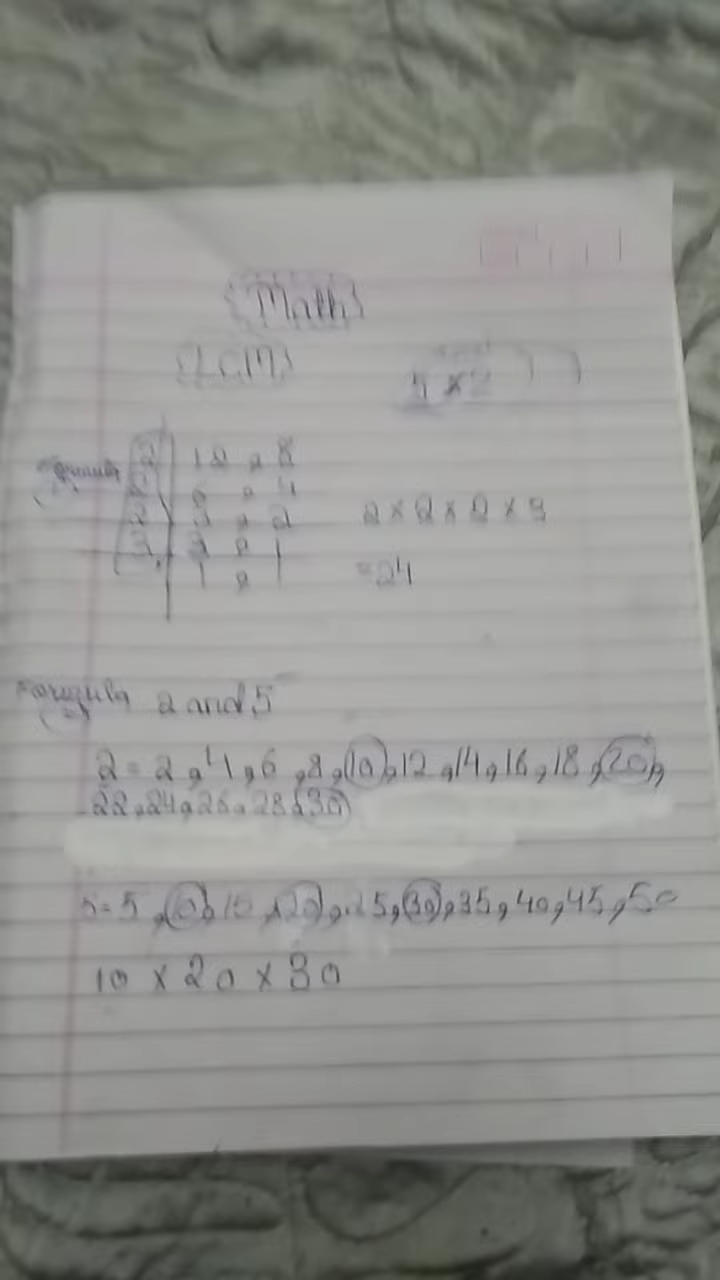 {Math}
{LCM}
5 × 2
Formula 2 | 12 , 8
2 | 6 , 4
2 | 3 , 2
3 | 3 , 1
1 , 1
2 × 2 × 2 × 3
= 24
Formula 2 and 5
2 = 2, 4, 6, 8, 10, 12, 14, 16, 18, 20,
22, 24, 26, 28, 30
5 = 5, 10, 15, 20, 25, 30, 35, 40, 45, 50
10 × 20 × 30